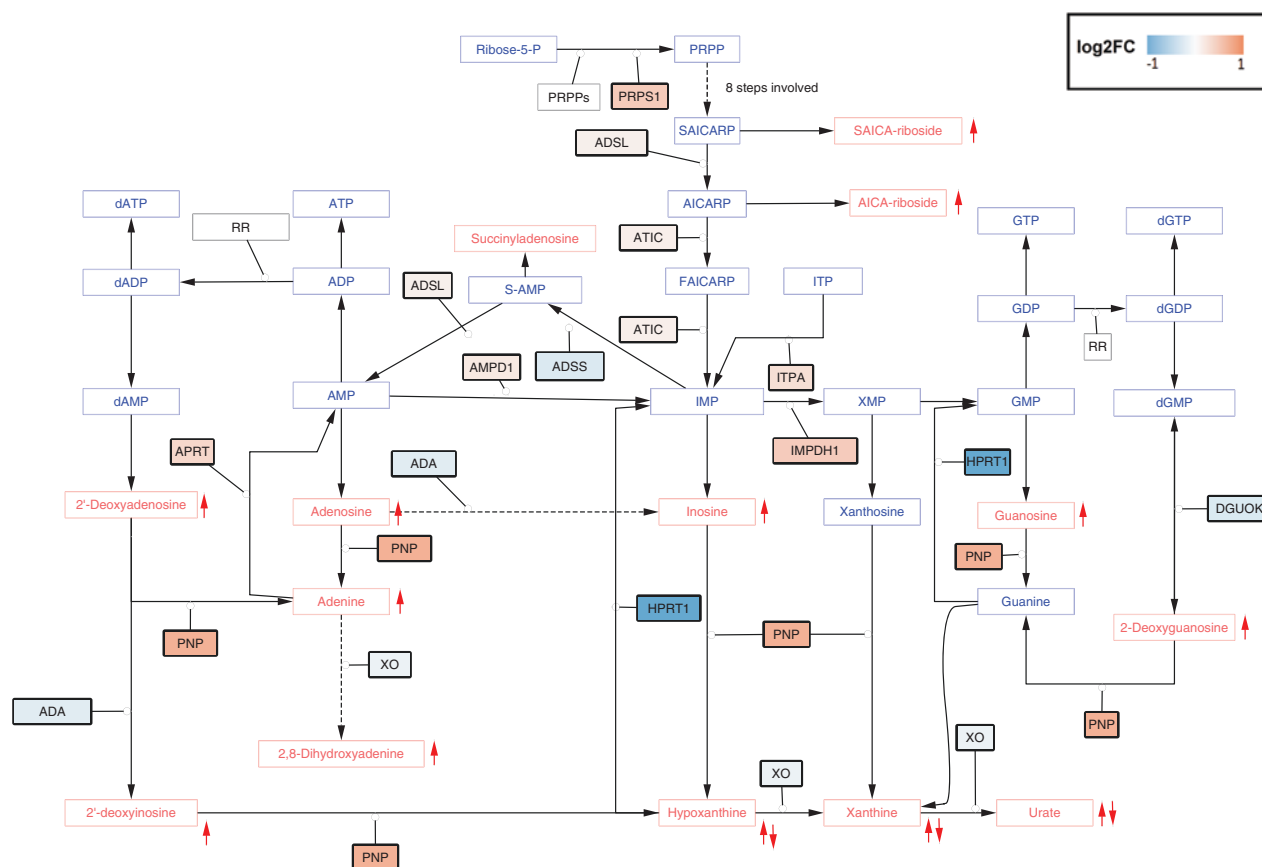 log2FC
-1
1
Ribose-5-P
PRPP
PRPPs
PRPS1
8 steps involved
SAICARP
SAICA-riboside
ADSL
AICARP
AICA-riboside
dATP
ATP
RR
Succinyladenosine
ATIC
GTP
dGTP
dADP
ADP
ADSL
S-AMP
FAICARP
ITP
GDP
dGDP
RR
ATIC
AMPD1
ADSS
ITPA
dAMP
AMP
IMP
XMP
GMP
dGMP
APRT
ADA
IMPDH1
HPRT1
2'-Deoxyadenosine
Adenosine
Inosine
Xanthosine
Guanosine
DGUOK
PNP
PNP
Adenine
HPRT1
Guanine
PNP
PNP
2-Deoxyguanosine
XO
ADA
PNP
2,8-Dihydroxyadenine
XO
XO
2'-deoxyinosine
Hypoxanthine
Xanthine
Urate
PNP